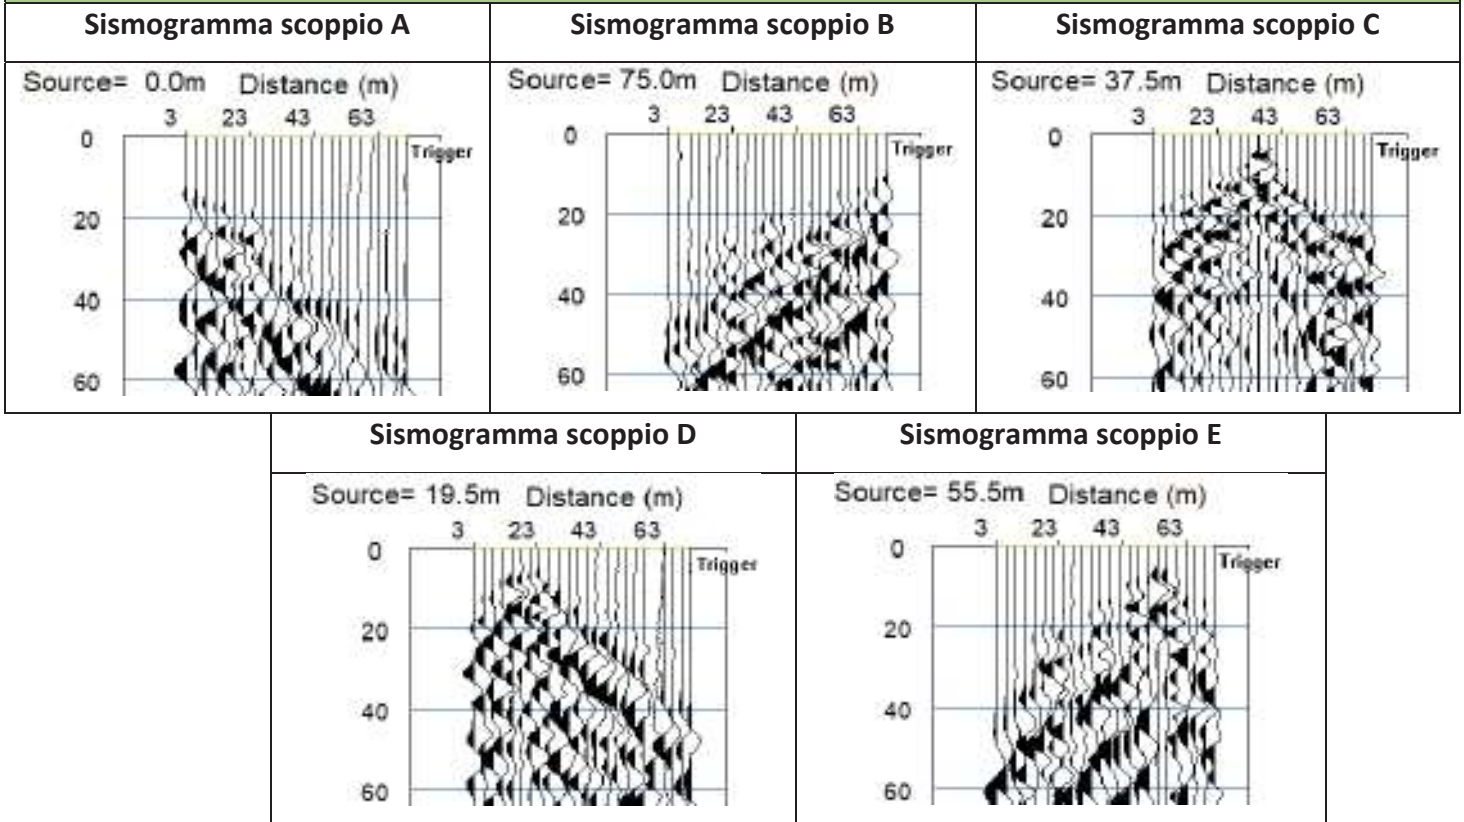 Sismogramma scoppio A
Sismogramma scoppio B
Sismogramma scoppio C
Source= 0.0m Distance (m)
3 23 43 63
0
Trigger
20
40
60
Source= 75.0m Distance (m)
3 23 43 63
0
Trigger
20
40
60
Source= 37.5m Distance (m)
3 23 43 63
0
Trigger
20
40
60
Sismogramma scoppio D
Sismogramma scoppio E
Source= 19.5m Distance (m)
3 23 43 63
0
Trigger
20
40
60
Source= 55.5m Distance (m)
3 23 43 63
0
Trigger
20
40
60